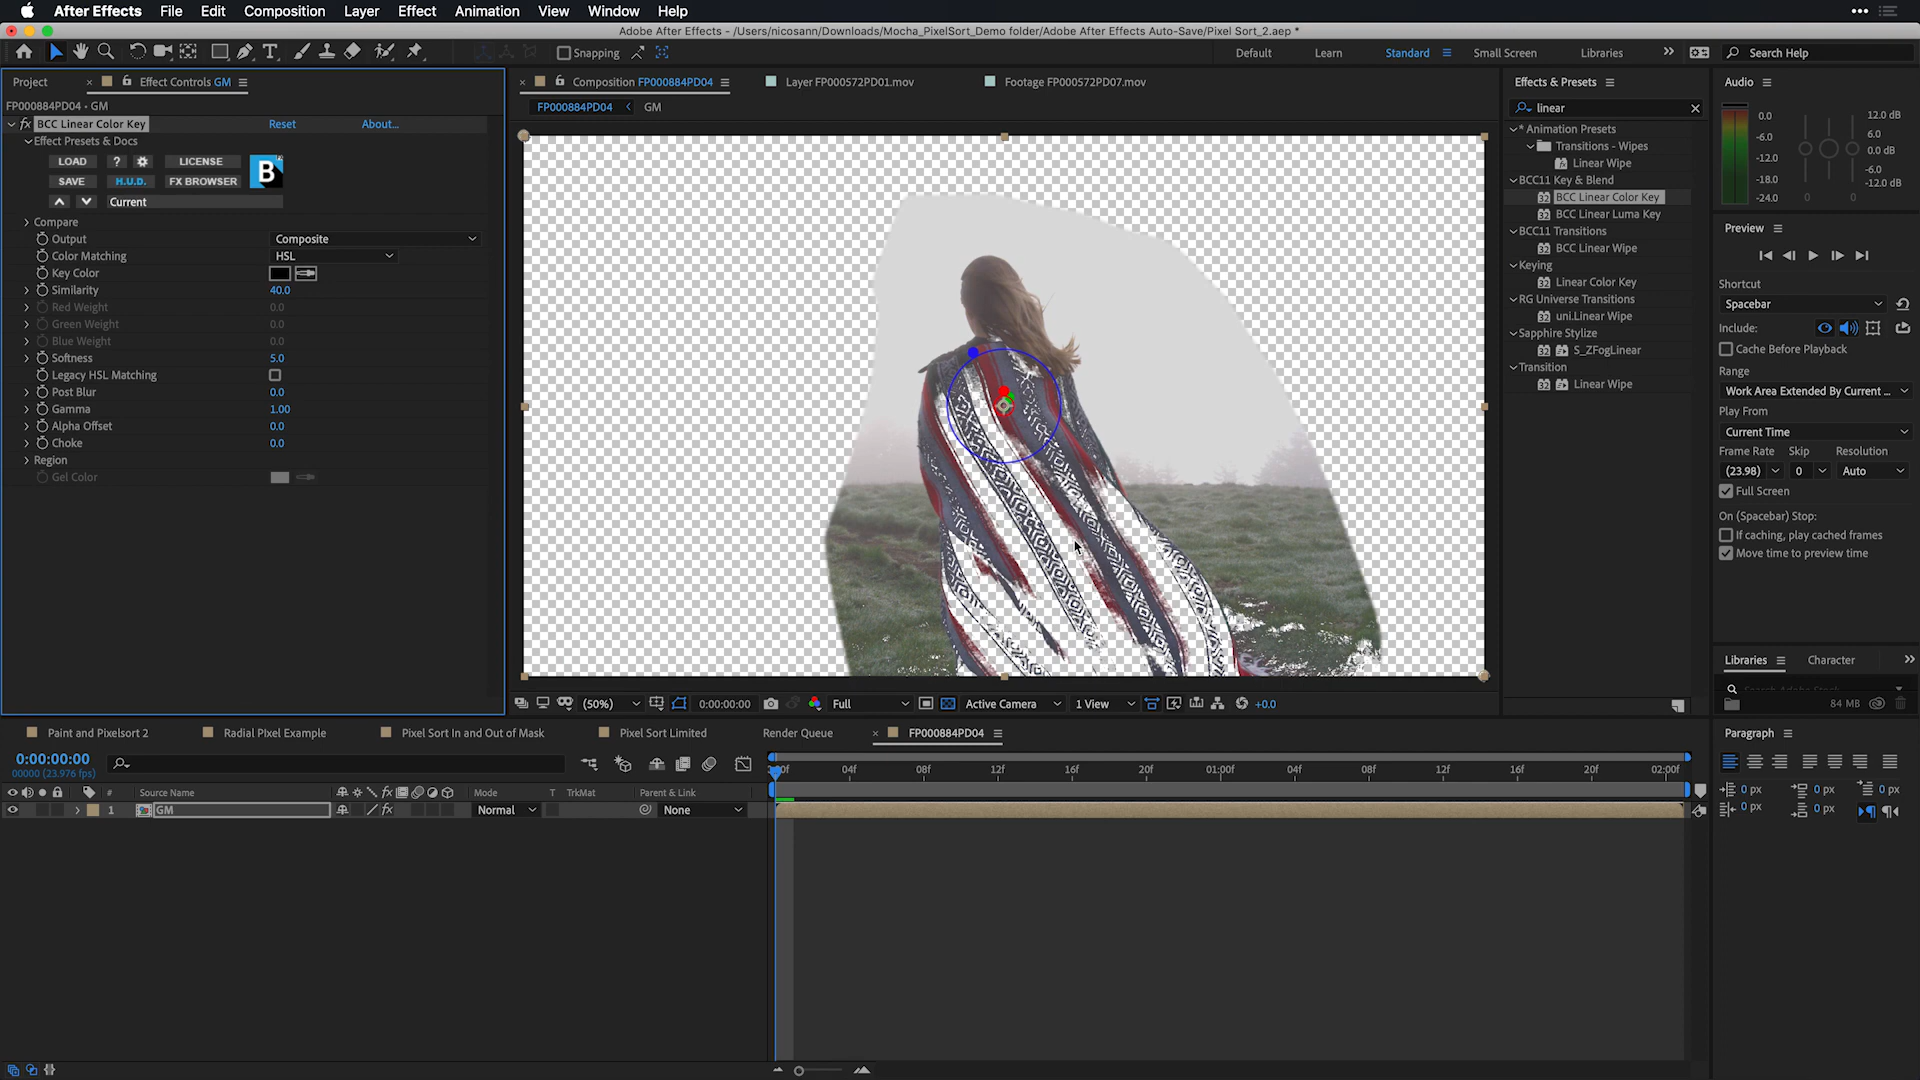 After Effects File Edit Composition Layer Effect Animation View Window Help
Adobe After Effects - /Users/nicosann/Downloads/Mocha_PixelSort_Demo folder/Adobe After Effects Auto-Save/Pixel Sort_2.aep *
Snapping Default Learn Standard Small Screen Libraries Search Help
Project Effect Controls GM
FP000884PD04 • GM
fx BCC Linear Color Key Reset About...
Effect Presets & Docs
LOAD ? LICENSE
SAVE H.U.D. FX BROWSER
B
Current
Compare
Output Composite
Color Matching HSL
Key Color
Similarity 40.0
Red Weight 0.0
Green Weight 0.0
Blue Weight 0.0
Softness 5.0
Legacy HSL Matching
Post Blur 0.0
Gamma 1.00
Alpha Offset 0.0
Choke 0.0
Region
Gel Color
Composition FP000884PD04 Layer FP000572PD01.mov Footage FP000572PD07.mov
FP000884PD04 < GM
(50%) 0:00:00:00 Full Active Camera 1 View +0.0
Effects & Presets
linear
* Animation Presets
Transitions - Wipes
Linear Wipe
BCC11 Key & Blend
BCC Linear Color Key
BCC Linear Luma Key
BCC11 Transitions
BCC Linear Wipe
Keying
Linear Color Key
RG Universe Transitions
uni.Linear Wipe
Sapphire Stylize
S_ZFogLinear
Transition
Linear Wipe
Audio
0.0 12.0 dB
-6.0 6.0
-12.0 0.0 dB
-18.0 -6.0
-24.0 -12.0 dB
0 0
Preview
Shortcut
Spacebar
Include:
Cache Before Playback
Range
Work Area Extended By Current ...
Play From
Current Time
Frame Rate Skip Resolution
(23.98) 0 Auto
Full Screen
On (Spacebar) Stop:
If caching, play cached frames
Move time to preview time
Libraries Character
84 MB
Paragraph
0 px 0 px 0 px
0 px 0 px
Paint and Pixelsort 2 Radial PIxel Example Pixel Sort In and Out of Mask Pixel Sort Limited Render Queue FP000884PD04
0:00:00:00
00000 (23.976 fps)
04f 08f 12f 16f 20f 01:00f 04f 08f 12f 16f 20f 02:00f
# Source Name Mode T TrkMat Parent & Link
1 GM Normal None